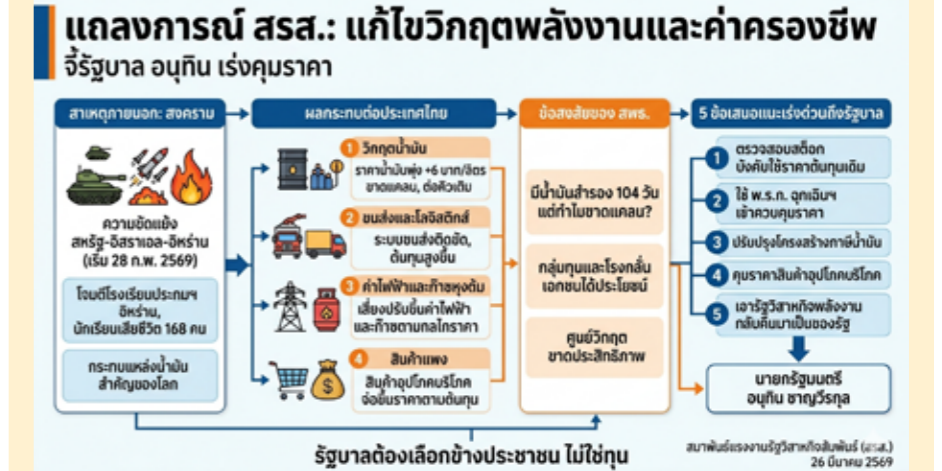 แถลงการณ์ สรส.: แก้ไขวิกฤตพลังงานและค่าครองชีพ
จี้รัฐบาล อนุทิน เร่งคุมราคา
สาเหตุภายนอก: สงคราม
ความขัดแย้ง
สหรัฐ-อิสราเอล-อิหร่าน
(เริ่ม 28 ก.พ. 2569)
โจมตีโรงเรียนประถมฯ
อิหร่าน,
นักเรียนเสียชีวิต 168 คน
กระทบแหล่งน้ำมัน
สำคัญของโลก
ผลกระทบต่อประเทศไทย
1 วิกฤตน้ำมัน
ราคาน้ำมันพุ่ง +6 บาท/ลิตร
ขาดแคลน, ต่อคิวเติม
2 ขนส่งและโลจิสติกส์
ระบบขนส่งติดขัด,
ต้นทุนสูงขึ้น
3 ค่าไฟฟ้าและก๊าซหุงต้ม
เสี่ยงปรับขึ้นค่าไฟฟ้า
และก๊าซตามกลไกราคา
4 สินค้าแพง
สินค้าอุปโภคบริโภค
จ่อขึ้นราคาตามต้นทุน
ข้อสงสัยของ สพธ.
มีน้ำมันสำรอง 104 วัน
แต่ทำไมขาดแคลน?
กลุ่มทุนและโรงกลั่น
เอกชนได้ประโยชน์
ศูนย์วิกฤต
ขาดประสิทธิภาพ
5 ข้อเสนอแนะเร่งด่วนถึงรัฐบาล
1 ตรวจสอบสต็อก
บังคับใช้ราคาต้นทุนเดิม
2 ใช้ พ.ร.ก. ฉุกเฉินฯ
เข้าควบคุมราคา
3 ปรับปรุงโครงสร้างภาษีน้ำมัน
4 คุมราคาสินค้าอุปโภคบริโภค
5 เอารัฐวิสาหกิจพลังงาน
กลับคืนมาเป็นของรัฐ
นายกรัฐมนตรี
อนุทิน ชาญวีรกุล
รัฐบาลต้องเลือกข้างประชาชน ไม่ใช่ทุน
สมาพันธ์แรงงานรัฐวิสาหกิจสัมพันธ์ (สรส.)
26 มีนาคม 2569